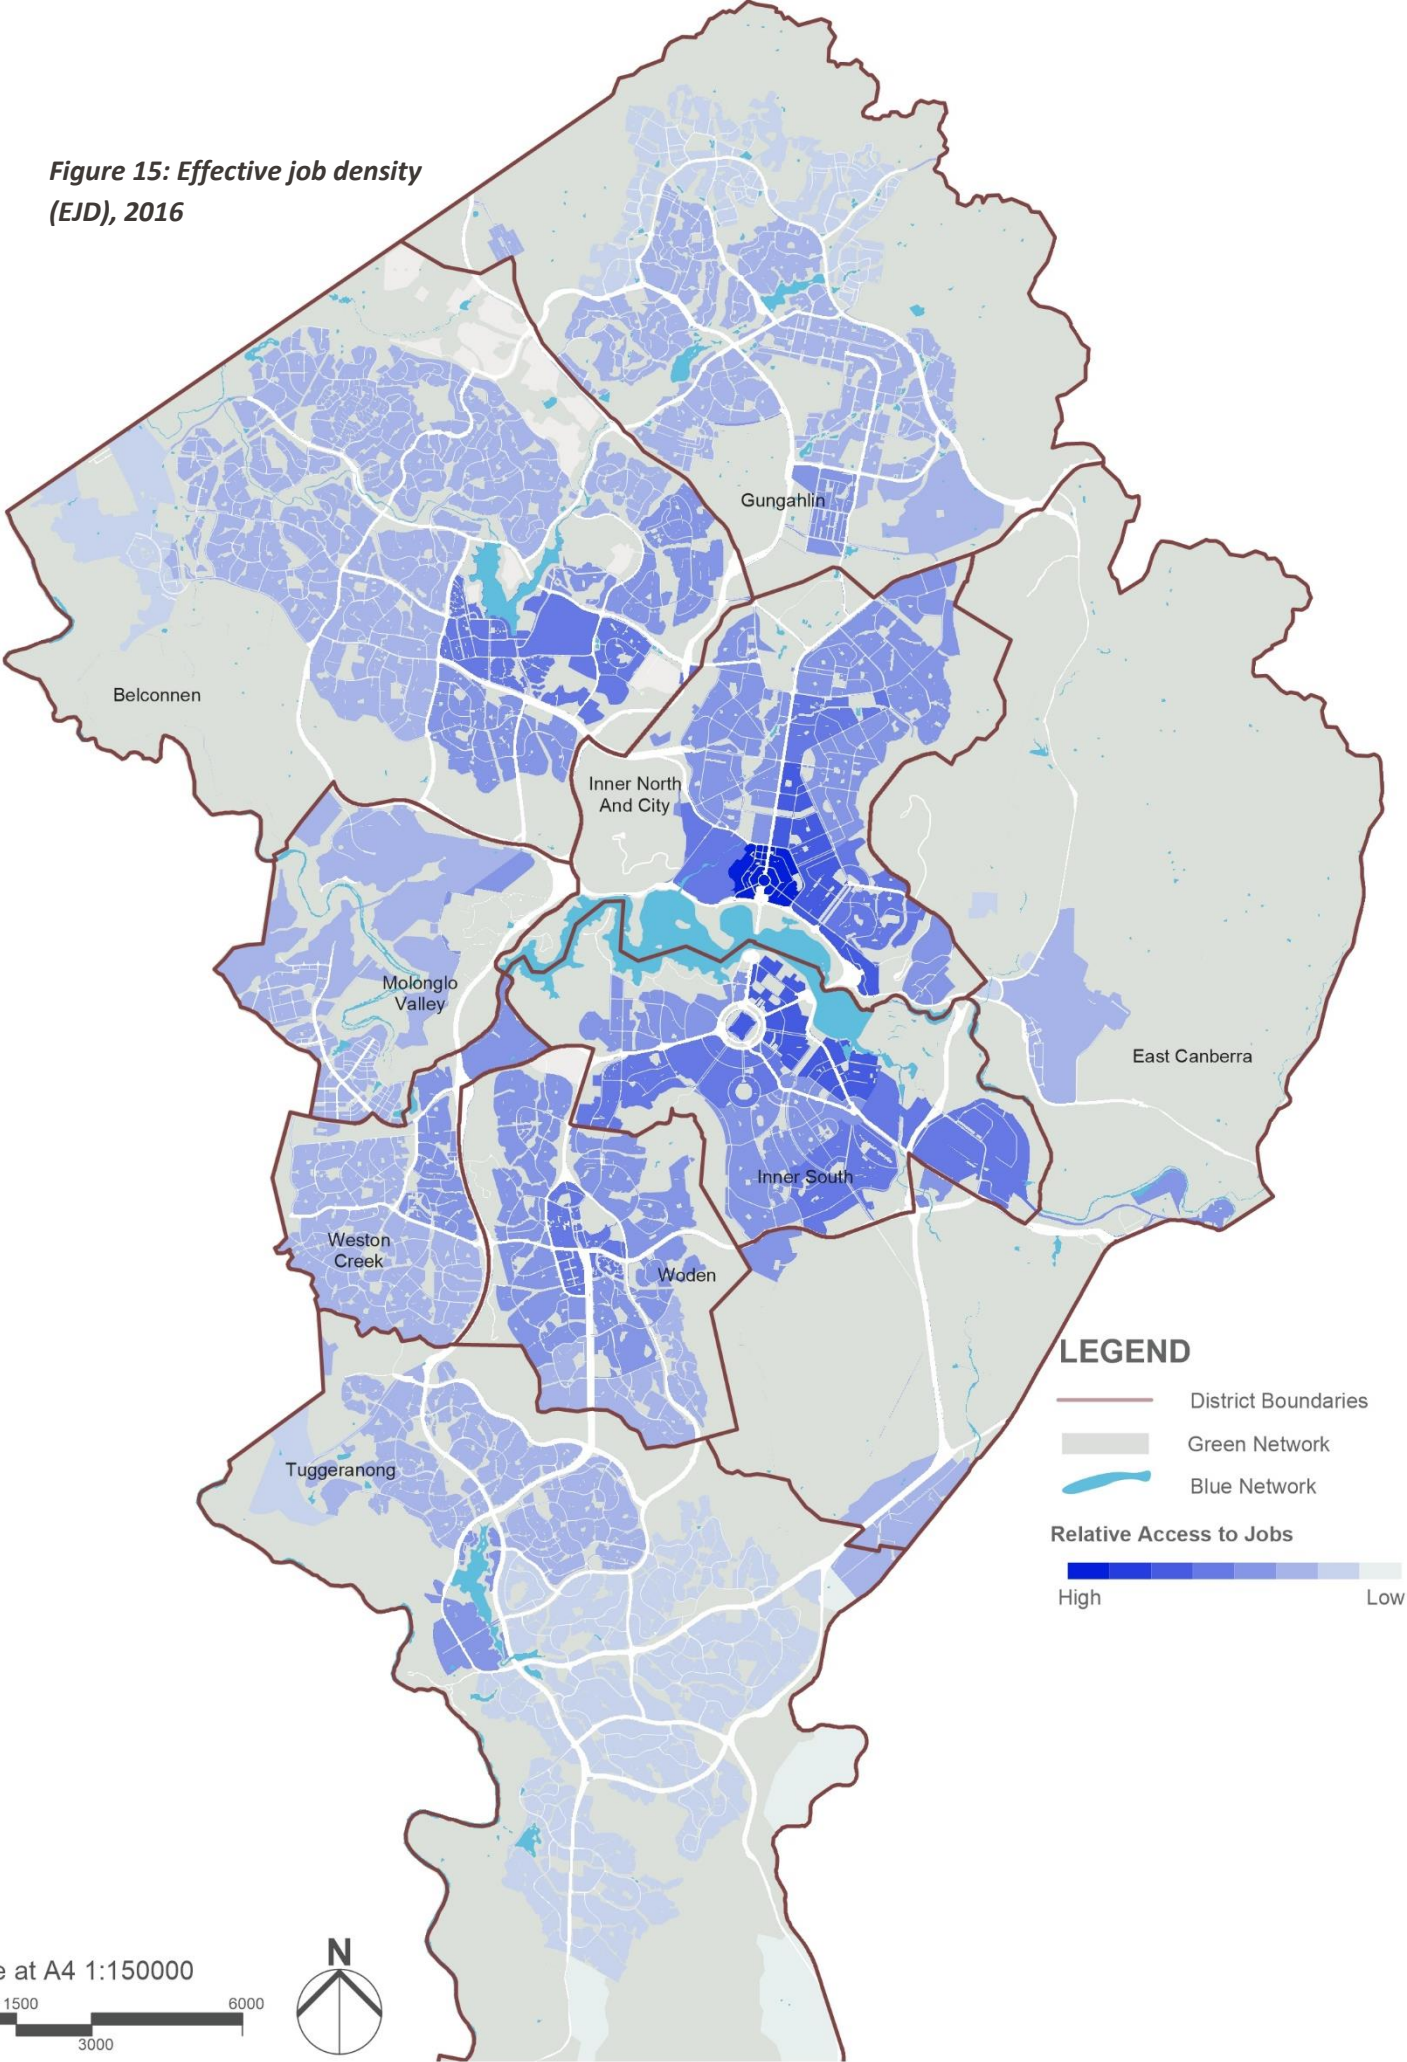 Figure 15: Effective job density
(EJD), 2016
Gungahlin
Belconnen
Inner North
And City
Molonglo
Valley
East Canberra
Inner South
Weston
Creek
Woden
Tuggeranong
LEGEND
District Boundaries
Green Network
Blue Network
Relative Access to Jobs
High
Low
at A4 1:150000
1500
6000
3000
N